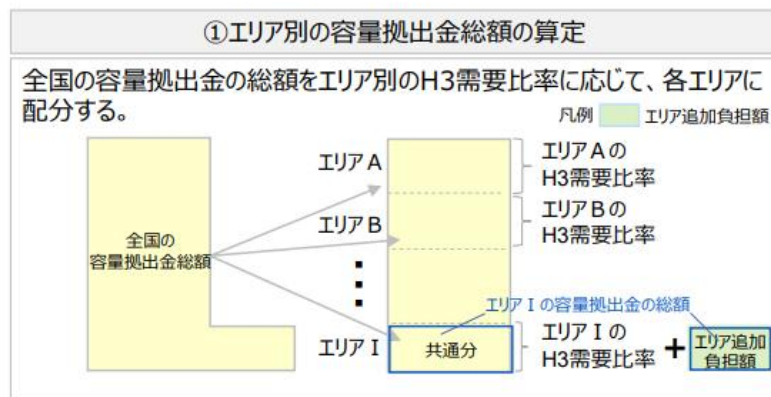 ①エリア別の容量拠出金総額の算定
全国の容量拠出金の総額をエリア別のH3需要比率に応じて、各エリアに
配分する。
凡例 エリア追加負担額
エリアA
エリアAの
H3需要比率
エリアB
エリアBの
H3需要比率
全国の
容量拠出金総額
エリアIの容量拠出金の総額
エリアI
共通分
エリアIの
H3需要比率
+
エリア追加
負担額